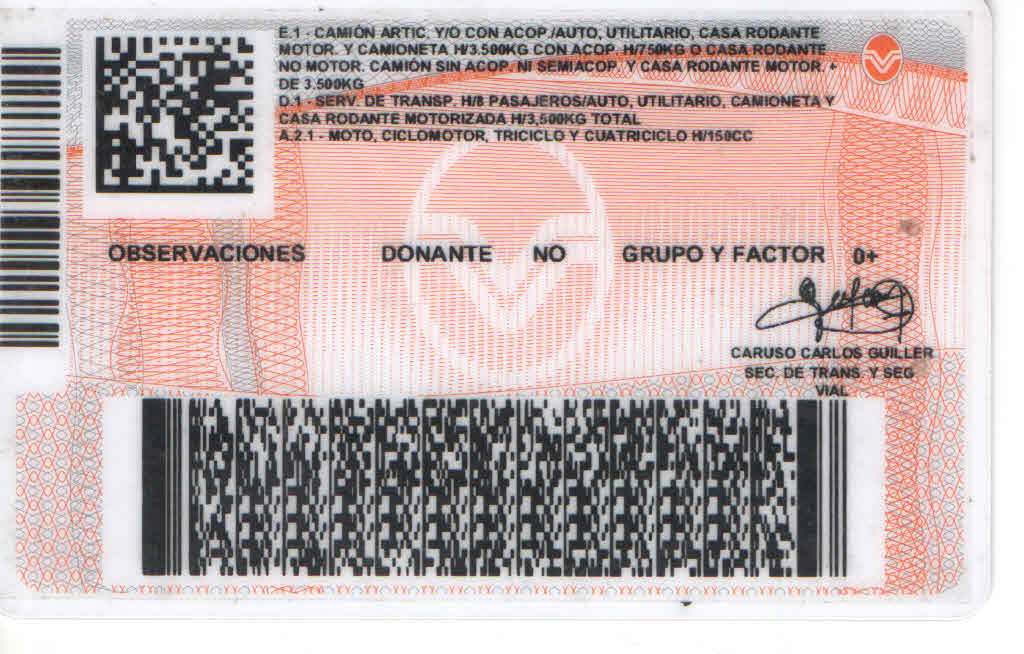 E.1 - CAMIÓN ARTIC. Y/O CON ACOP./AUTO, UTILITARIO, CASA RODANTE
MOTOR. Y CAMIONETA H/3.500KG CON ACOP. H/750KG O CASA RODANTE
NO MOTOR. CAMIÓN SIN ACOP. NI SEMIACOP. Y CASA RODANTE MOTOR. +
DE 3.500KG
D.1 - SERV. DE TRANSP. H/8 PASAJEROS/AUTO, UTILITARIO, CAMIONETA Y
CASA RODANTE MOTORIZADA H/3,500KG TOTAL
A.2.1 - MOTO, CICLOMOTOR, TRICICLO Y CUATRICICLO H/150CC
OBSERVACIONES DONANTE NO GRUPO Y FACTOR 0+
CARUSO CARLOS GUILLER
SEC. DE TRANS. Y SEG
VIAL